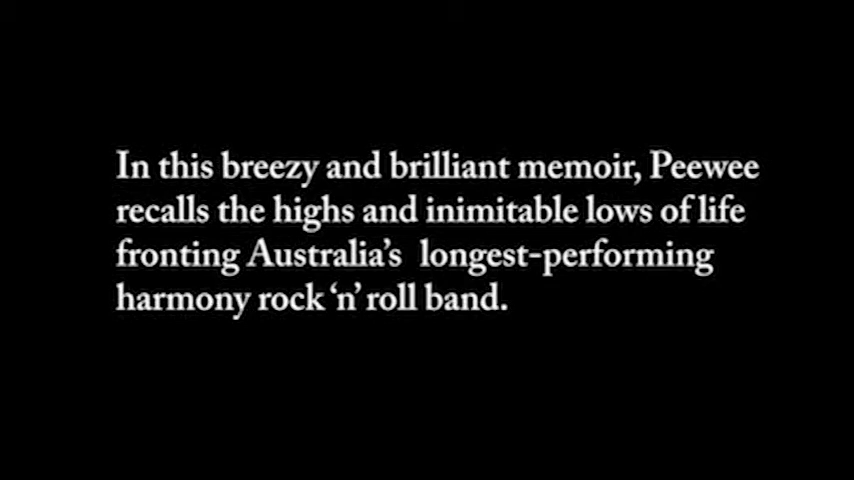 In this breezy and brilliant memoir, Peewee
recalls the highs and inimitable lows of life
fronting Australia’s  longest-performing
harmony rock ‘n’ roll band.